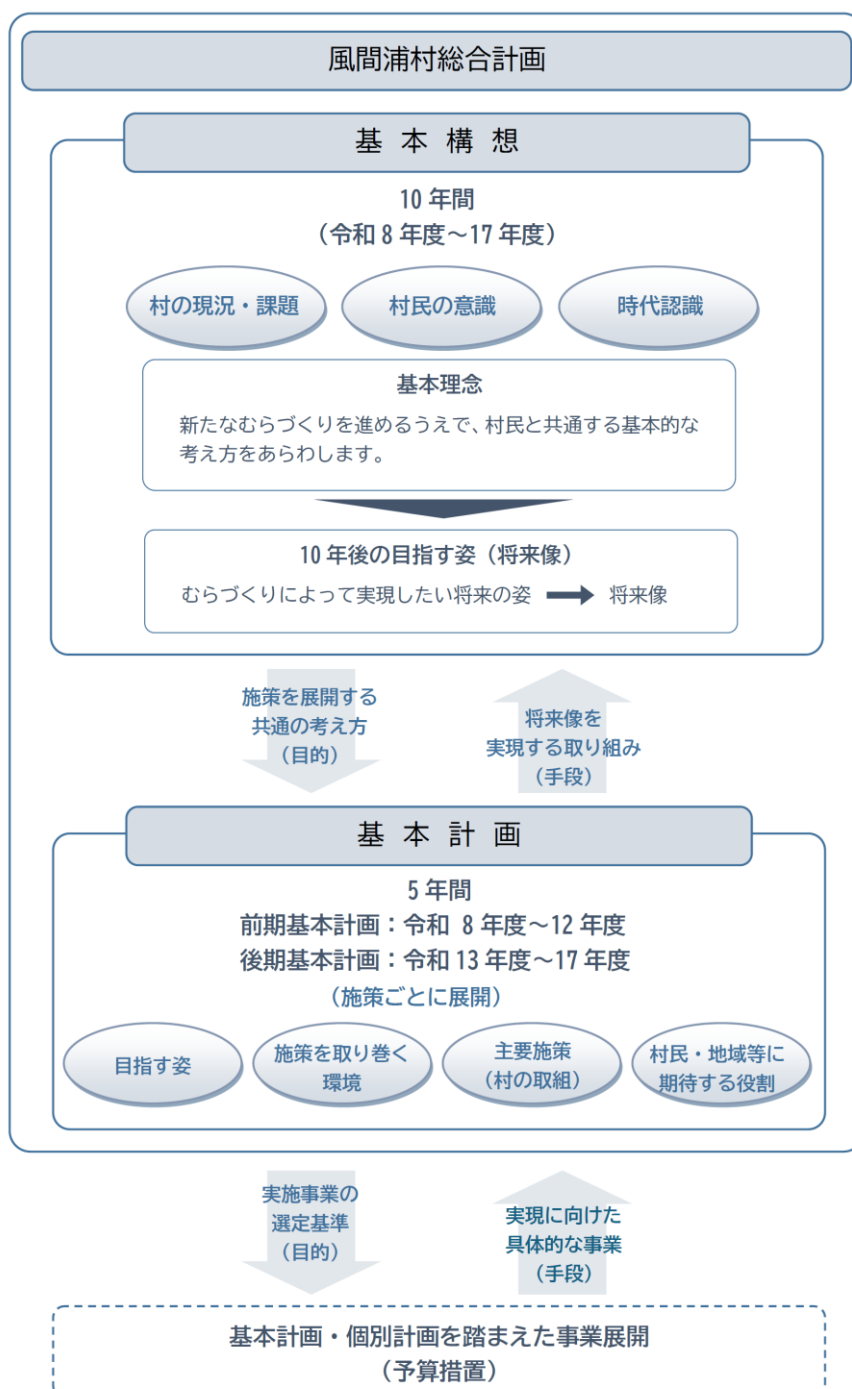 風間浦村総合計画
基 本 構 想
10 年間
（令和 8 年度～17 年度）
村の現況・課題
村民の意識
時代認識
基本理念
新たなむらづくりを進めるうえで、村民と共通する基本的な
考え方をあらわします。
10 年後の目指す姿（将来像）
むらづくりによって実現したい将来の姿 ➡ 将来像
施策を展開する
共通の考え方
（目的）
将来像を
実現する取り組み
（手段）
基 本 計 画
5 年間
前期基本計画：令和 8 年度～12 年度
後期基本計画：令和 13 年度～17 年度
（施策ごとに展開）
目指す姿
施策を取り巻く
環境
主要施策
（村の取組）
村民・地域等に
期待する役割
実施事業の
選定基準
（目的）
実現に向けた
具体的な事業
（手段）
基本計画・個別計画を踏まえた事業展開
（予算措置）